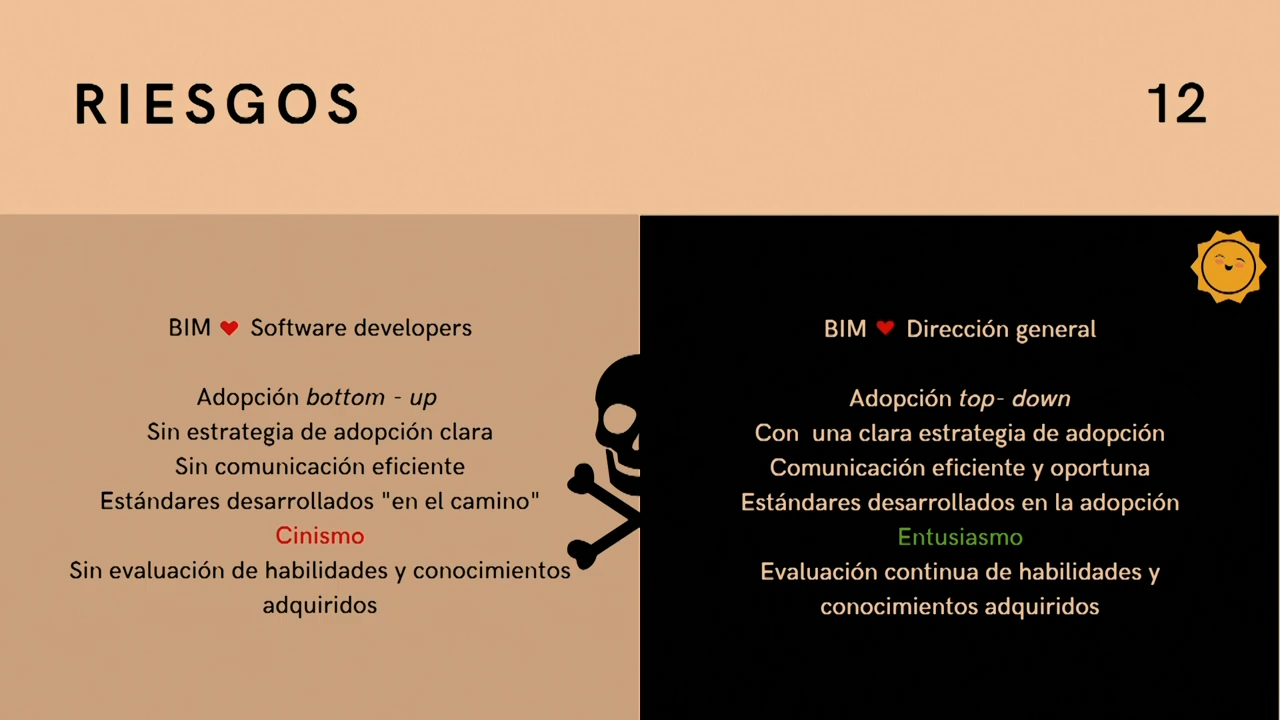 RIESGOS
12
BIM ❤ Software developers
Adopción bottom - up
Sin estrategia de adopción clara
Sin comunicación eficiente
Estándares desarrollados "en el camino"
Cinismo
Sin evaluación de habilidades y conocimientos
adquiridos
BIM ❤ Dirección general
Adopción top- down
Con una clara estrategia de adopción
Comunicación eficiente y oportuna
Estándares desarrollados en la adopción
Entusiasmo
Evaluación continua de habilidades y
conocimientos adquiridos